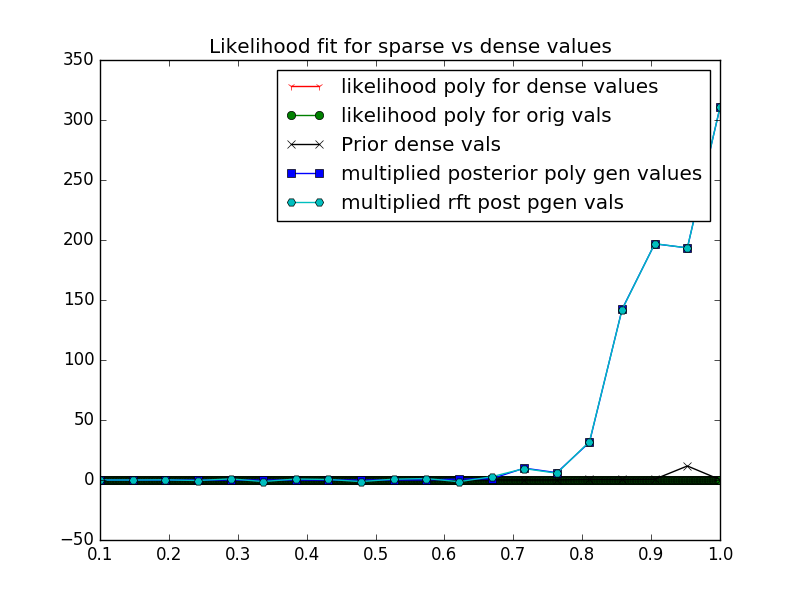 Likelihood fit for sparse vs dense values
350
300
250
200
150
100
50
0
−50
likelihood poly for dense values
likelihood poly for orig vals
Prior dense vals
multiplied posterior poly gen values
multiplied rft post pgen vals
0.1 0.2 0.3 0.4 0.5 0.6 0.7 0.8 0.9 1.0